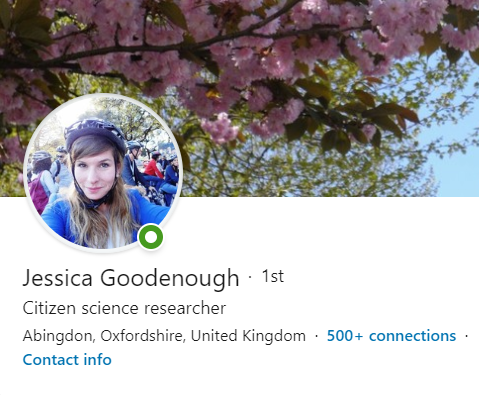 Jessica Goodenough · 1st
Citizen science researcher
Abingdon, Oxfordshire, United Kingdom · 500+ connections ·
Contact info